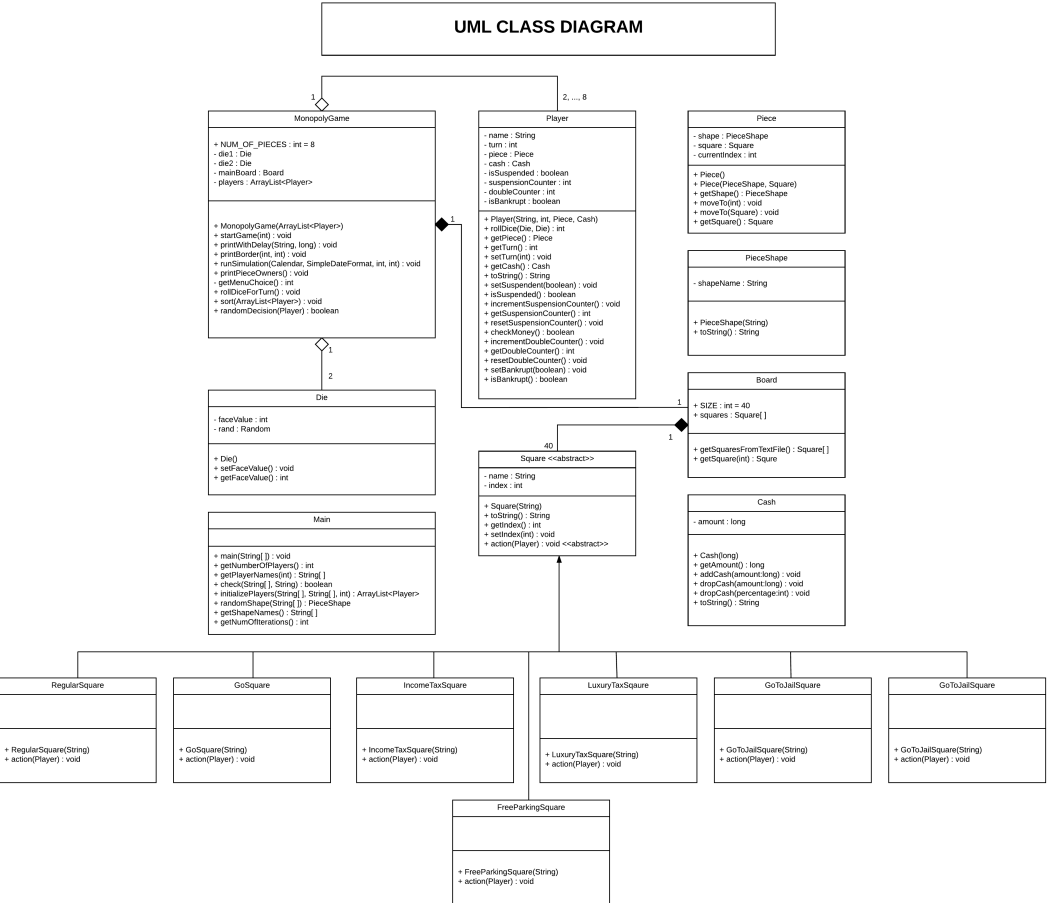 UML CLASS DIAGRAM
1
2, ..., 8
MonopolyGame
+ NUM_OF_PIECES : int = 8
- die1 : Die
- die2 : Die
- mainBoard : Board
- players : ArrayList<Player>
+ MonopolyGame(ArrayList<Player>)
+ startGame(int) : void
+ printWithDelay(String, long) : void
+ printBorder(int, int) : void
+ runSimulation(Calendar, SimpleDateFormat, int, int) : void
+ printPieceOwners() : void
- getMenuChoice() : int
+ rollDiceForTurn() : void
+ sort(ArrayList<Player>) : void
+ randomDecision(Player) : boolean
1
1
2
Die
- faceValue : int
- rand : Random
+ Die()
+ setFaceValue() : void
+ getFaceValue() : int
Main
+ main(String[ ]) : void
+ getNumberOfPlayers() : int
+ getPlayerNames(int) : String[ ]
+ check(String[ ], String) : boolean
+ initializePlayers(String[ ], String[ ], int) : ArrayList<Player>
+ randomShape(String[ ]) : PieceShape
+ getShapeNames() : String[ ]
+ getNumOfIterations() : int
Player
- name : String
- turn : int
- piece : Piece
- cash : Cash
- isSuspended : boolean
- suspensionCounter : int
- doubleCounter : int
- isBankrupt : boolean
+ Player(String, int, Piece, Cash)
+ rollDice(Die, Die) : int
+ getPiece() : Piece
+ getTurn() : int
+ setTurn(int) : void
+ getCash() : Cash
+ toString() : String
+ setSuspendent(boolean) : void
+ isSuspended() : boolean
+ incrementSuspensionCounter() : void
+ getSuspensionCounter() : int
+ resetSuspensionCounter() : void
+ checkMoney() : boolean
+ incrementDoubleCounter() : void
+ getDoubleCounter() : int
+ resetDoubleCounter() : void
+ setBankrupt(boolean) : void
+ isBankrupt() : boolean
1
1
40
Square <<abstract>>
- name : String
- index : int
+ Square(String)
+ toString() : String
+ getIndex() : int
+ setIndex(int) : void
+ action(Player) : void <<abstract>>
Piece
- shape : PieceShape
- square : Square
- currentIndex : int
+ Piece()
+ Piece(PieceShape, Square)
+ getShape() : PieceShape
+ moveTo(int) : void
+ moveTo(Square) : void
+ getSquare() : Square
PieceShape
- shapeName : String
+ PieceShape(String)
+ toString() : String
Board
+ SIZE : int = 40
+ squares : Square[ ]
+ getSquaresFromTextFile() : Square[ ]
+ getSquare(int) : Squre
Cash
- amount : long
+ Cash(long)
+ getAmount() : long
+ addCash(amount:long) : void
+ dropCash(amount:long) : void
+ dropCash(percentage:int) : void
+ toString() : String
RegularSquare
+ RegularSquare(String)
+ action(Player) : void
GoSquare
+ GoSquare(String)
+ action(Player) : void
IncomeTaxSquare
+ IncomeTaxSquare(String)
+ action(Player) : void
LuxuryTaxSqaure
+ LuxuryTaxSquare(String)
+ action(Player) : void
GoToJailSquare
+ GoToJailSquare(String)
+ action(Player) : void
GoToJailSquare
+ GoToJailSquare(String)
+ action(Player) : void
FreeParkingSquare
+ FreeParkingSquare(String)
+ action(Player) : void